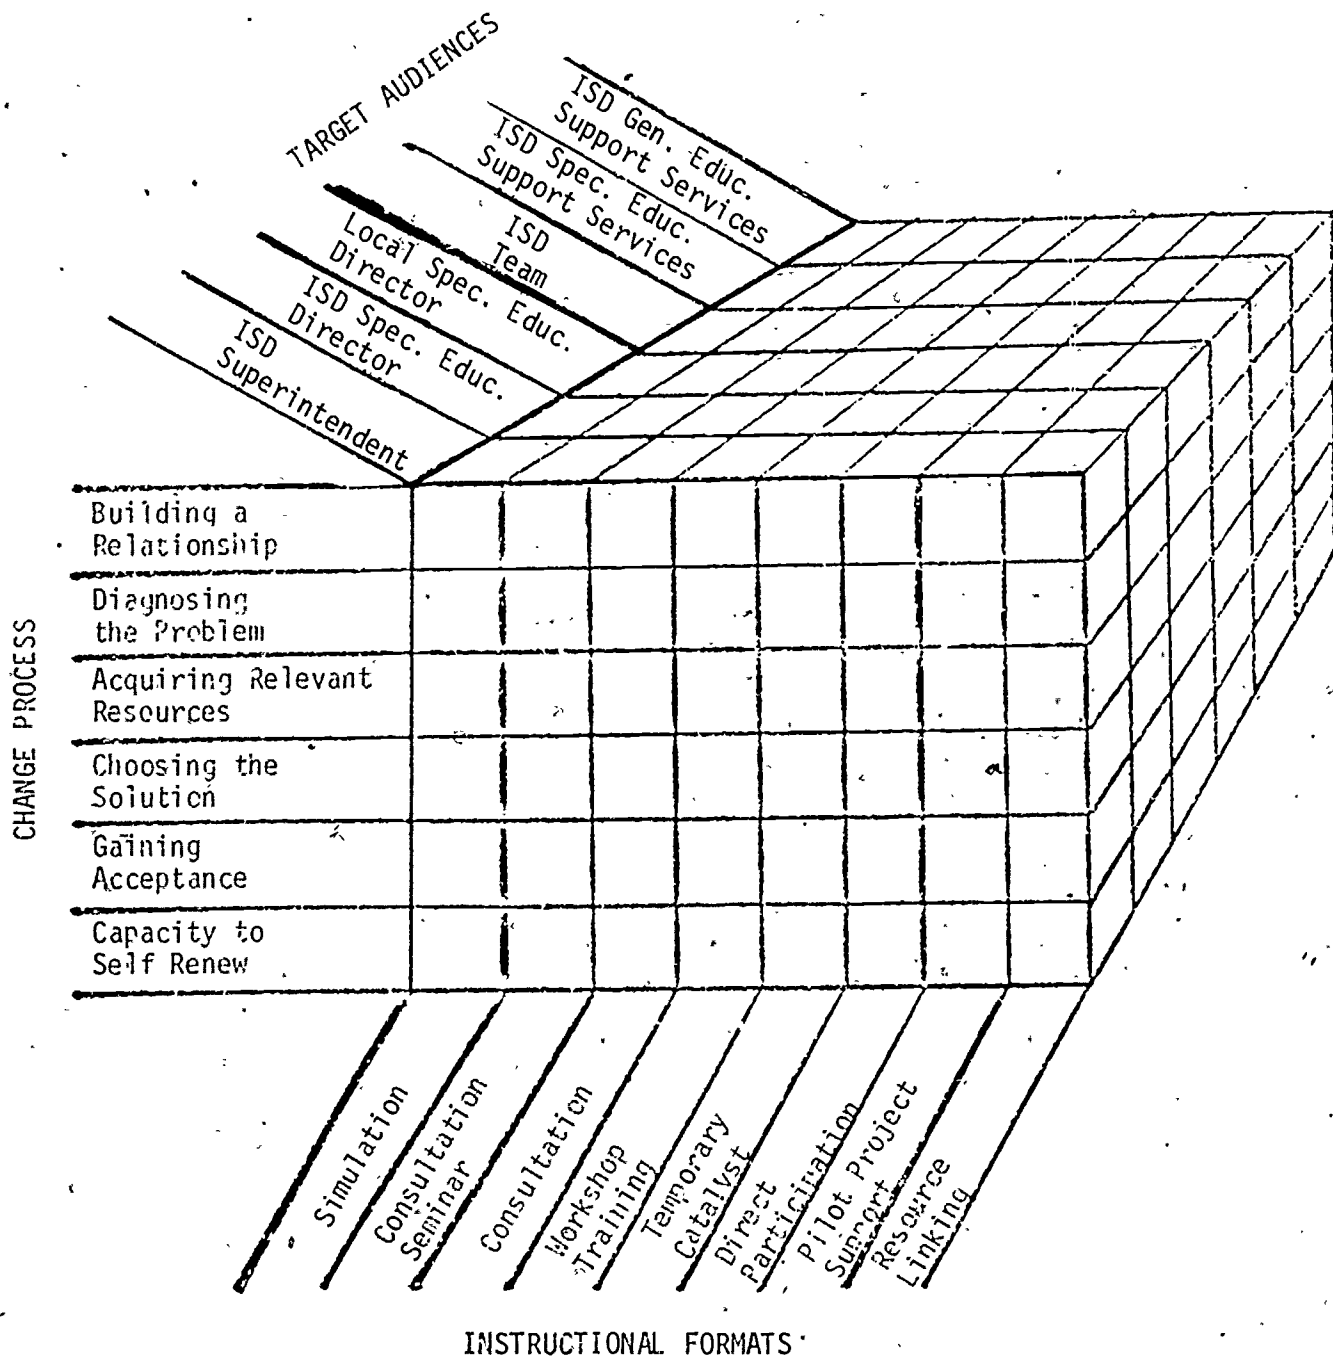 TARGET AUDIENCES
ISD Gen. Educ.
Support Services
ISD Spec. Educ.
Support Services
ISD
Team
Local Spec. Educ.
Director
ISD Spec. Educ.
Director
ISD
Superintendent
CHANGE PROCESS
Building a
Relationship
Diagnosing
the Problem
Acquiring Relevant
Resources
Choosing the
Solution
Gaining
Acceptance
Capacity to
Self Renew
Simulation
Consultation
Seminar
Consultation
Workshop
Training
Temporary
Catalyst
Direct
Participation
Pilot Project
Support
Resource
Linking
INSTRUCTIONAL FORMATS